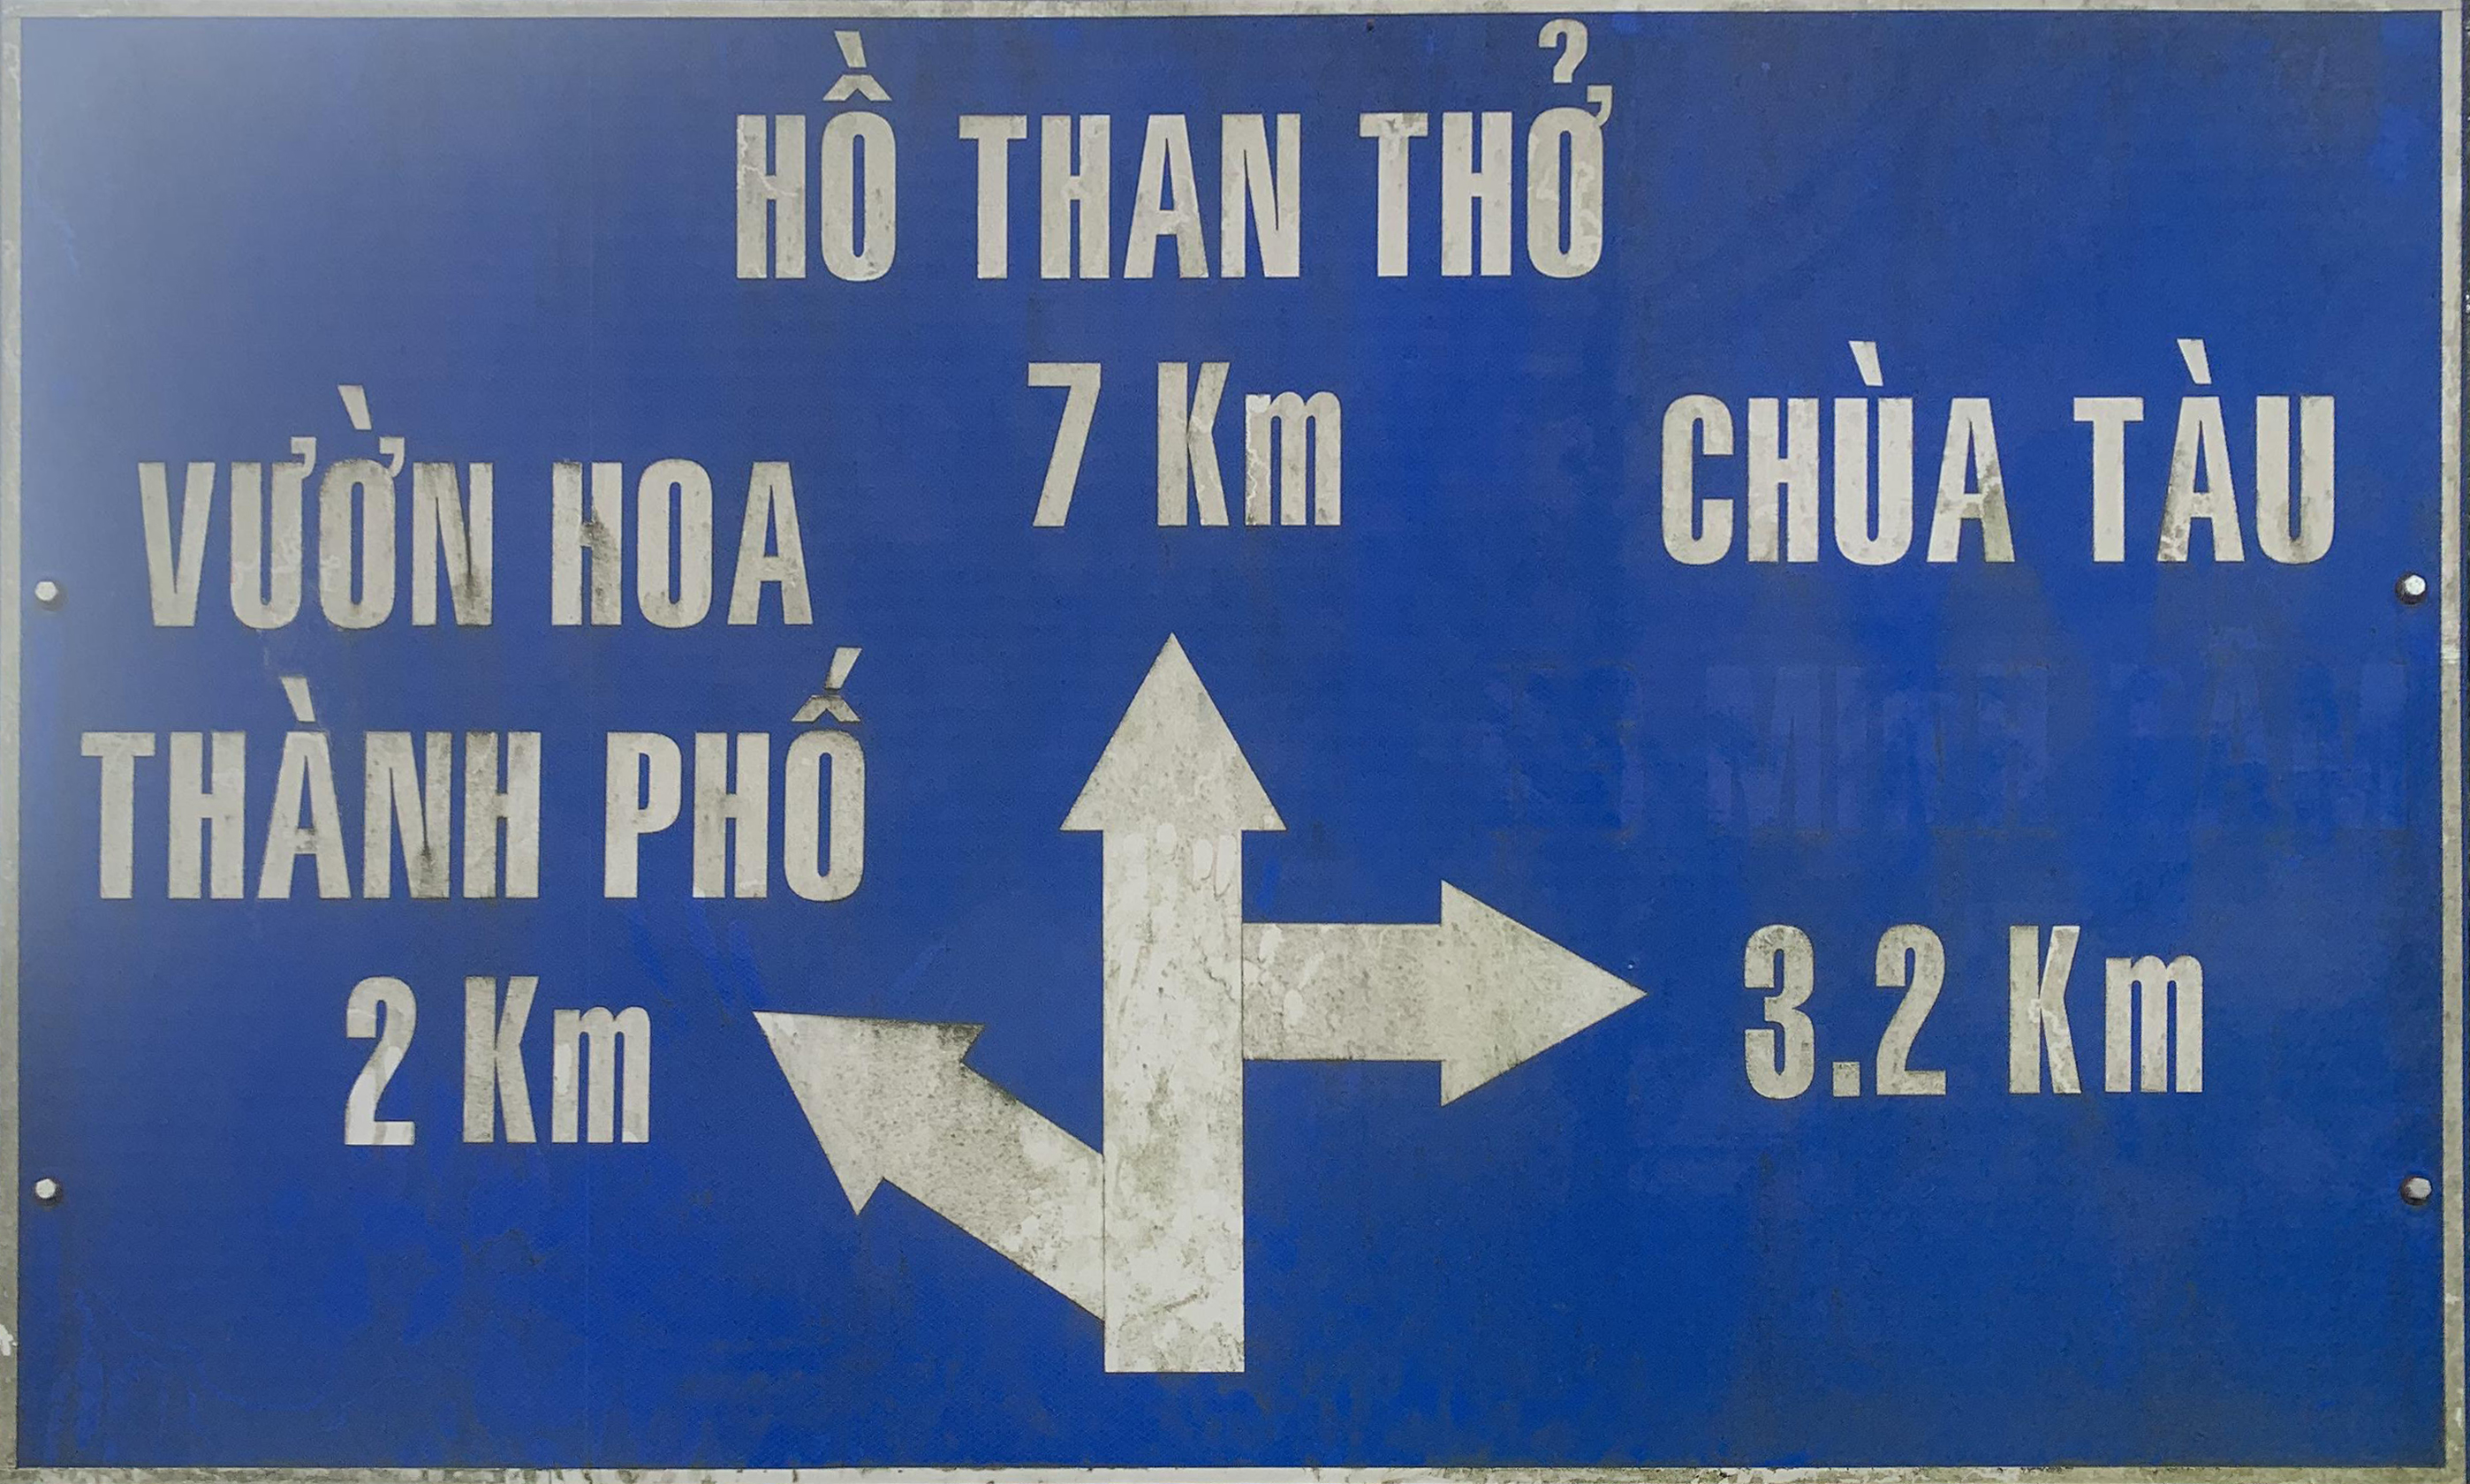 HỒ THAN THỞ
7 Km
VƯỜN HOA
THÀNH PHỐ
2 Km
CHÙA TÀU
3.2 Km